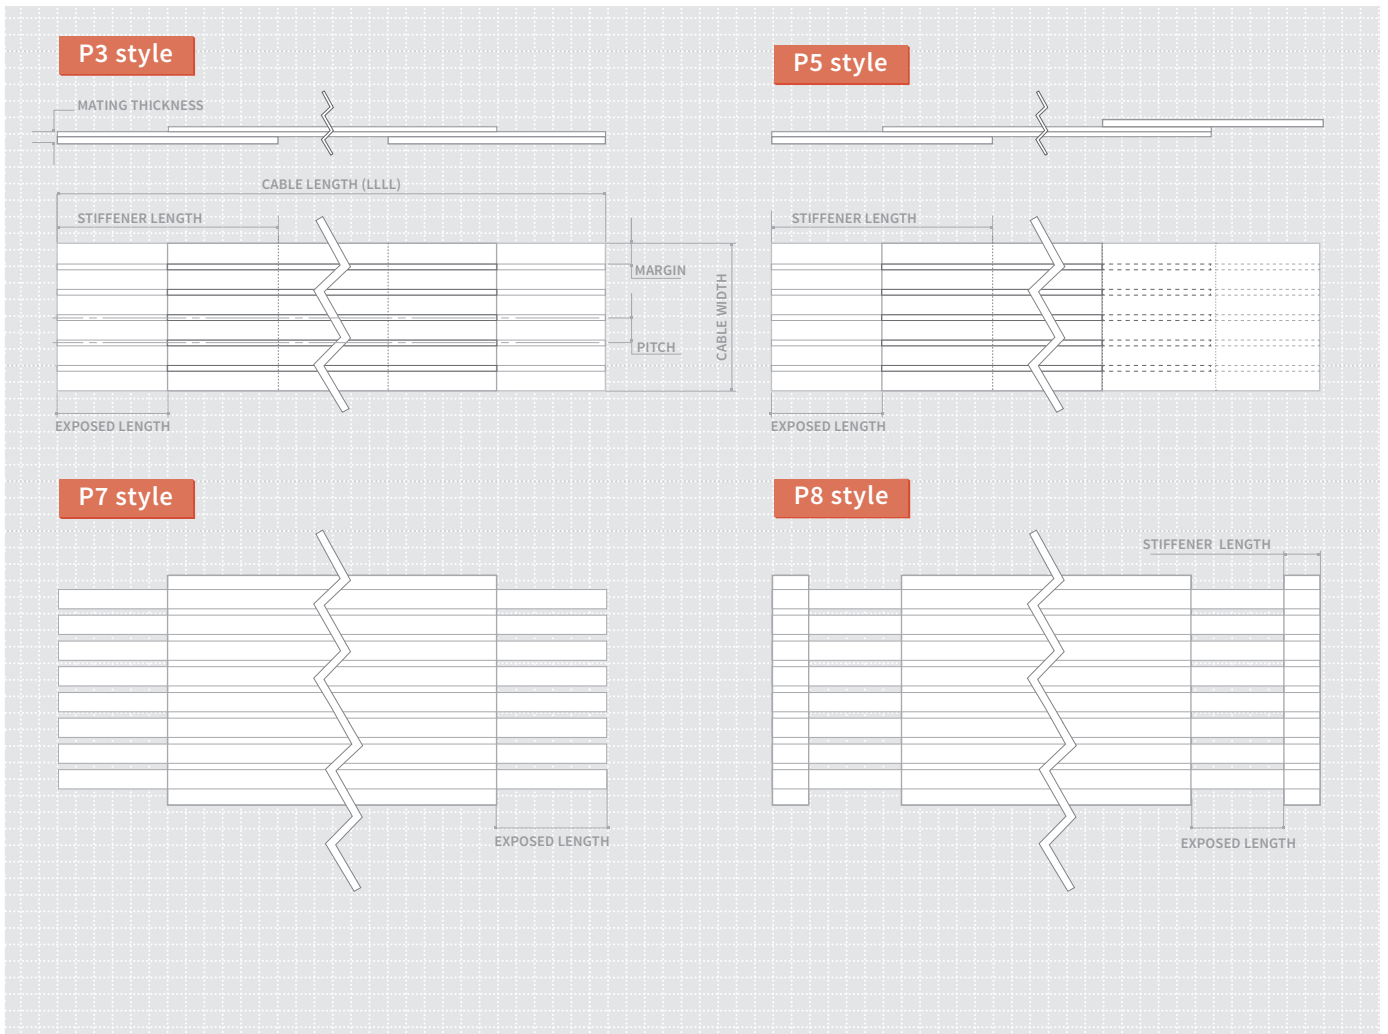 P3 style
MATING THICKNESS
CABLE LENGTH (LLLL)
STIFFENER LENGTH
MARGIN
CABLE WIDTH
PITCH
EXPOSED LENGTH
P5 style
STIFFENER LENGTH
EXPOSED LENGTH
P7 style
EXPOSED LENGTH
P8 style
STIFFENER LENGTH
EXPOSED LENGTH